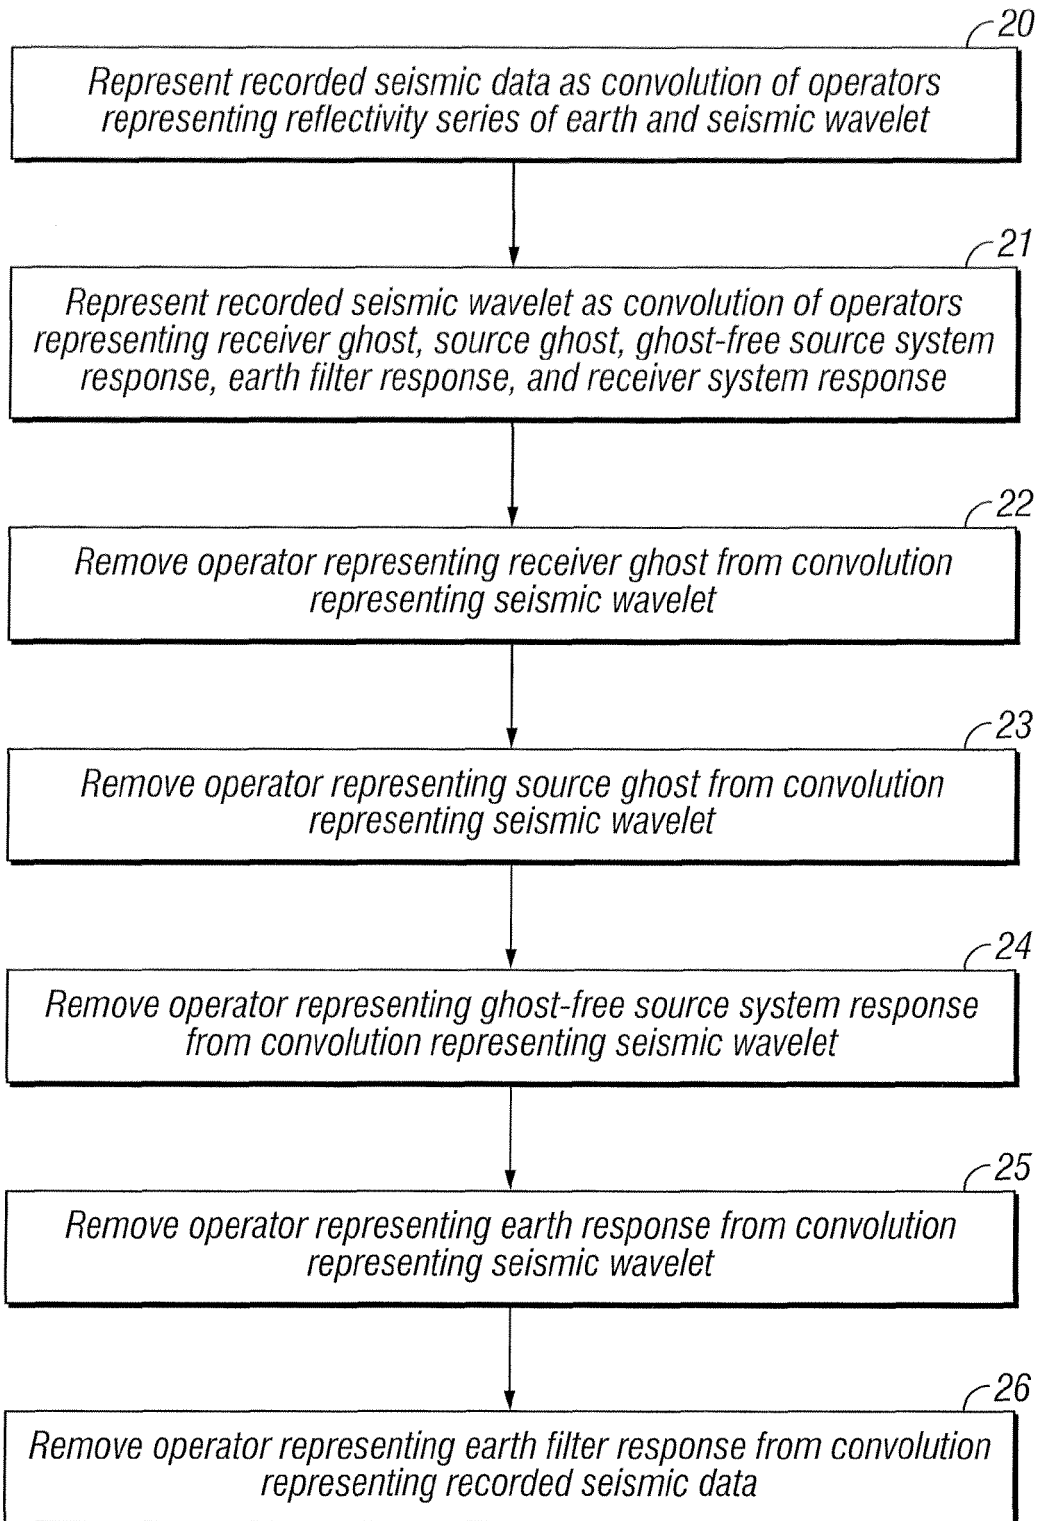 20
Represent recorded seismic data as convolution of operators
representing reflectivity series of earth and seismic wavelet
21
Represent recorded seismic wavelet as convolution of operators
representing receiver ghost, source ghost, ghost-free source system
response, earth filter response, and receiver system response
22
Remove operator representing receiver ghost from convolution
representing seismic wavelet
23
Remove operator representing source ghost from convolution
representing seismic wavelet
24
Remove operator representing ghost-free source system response
from convolution representing seismic wavelet
25
Remove operator representing earth response from convolution
representing seismic wavelet
26
Remove operator representing earth filter response from convolution
representing recorded seismic data